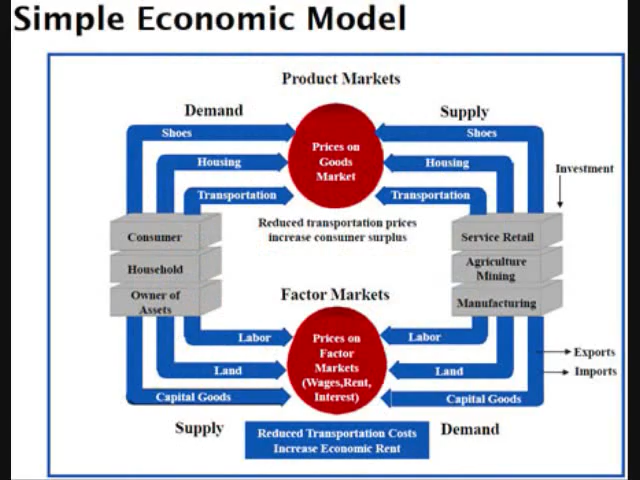 Simple Economic Model
Product Markets
Demand
Supply
Shoes
Shoes
Prices on
Goods
Market
Housing
Housing
Transportation
Transportation
Investment
Reduced transportation prices
increase consumer surplus
Consumer
Household
Owner of
Assets
Service Retail
Agriculture
Mining
Manufacturing
Factor Markets
Labor
Labor
Prices on
Factor
Markets
(Wages,Rent,
Interest)
Land
Land
Capital Goods
Capital Goods
Exports
Imports
Supply
Demand
Reduced Transportation Costs
Increase Economic Rent